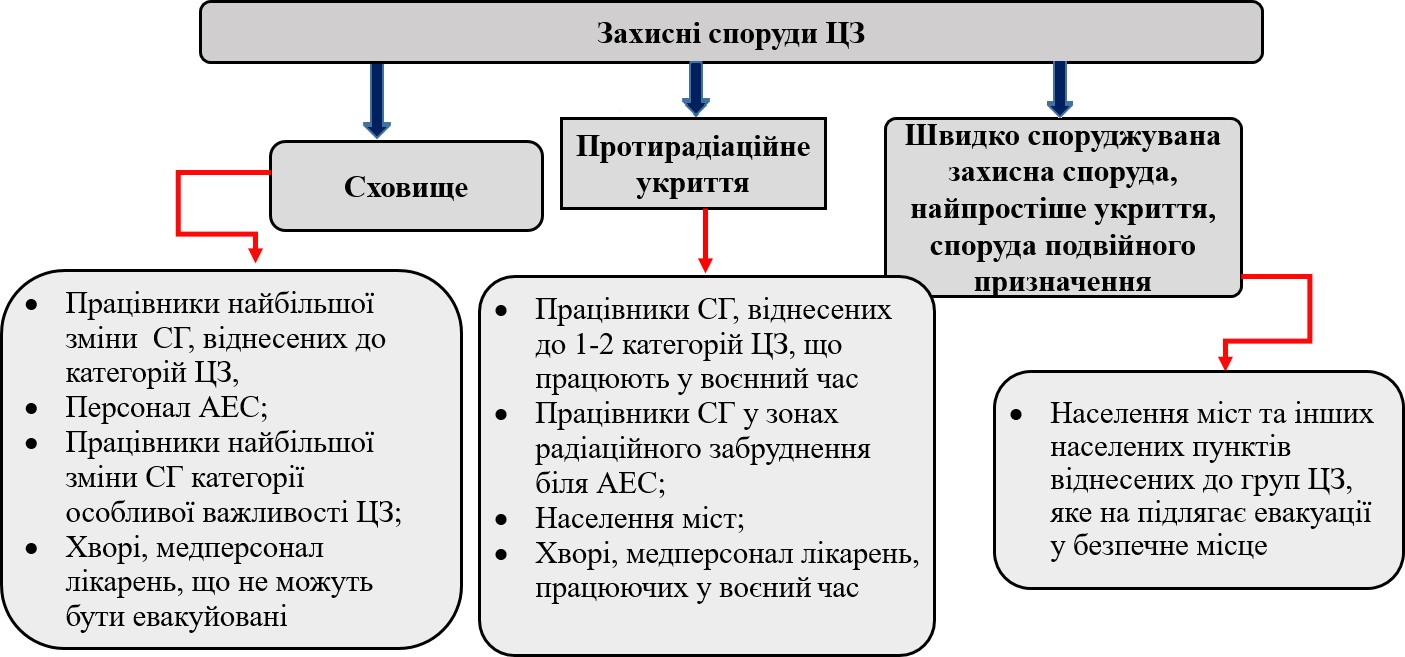 Захисні споруди ЦЗ
Сховище
Протирадіаційне
укриття
Швидко споруджувана
захисна споруда,
найпростіше укриття,
споруда подвійного
призначення
• Працівники найбільшої
зміни СГ, віднесених до
категорій ЦЗ,
• Персонал АЕС;
• Працівники найбільшої
зміни СГ категорії
особливої важливості ЦЗ;
• Хворі, медперсонал
лікарень, що не можуть
бути евакуйовані
• Працівники СГ, віднесених
до 1-2 категорій ЦЗ, що
працюють у воєнний час
• Працівники СГ у зонах
радіаційного забруднення
біля АЕС;
• Населення міст;
• Хворі, медперсонал лікарень,
працюючих у воєний час
• Населення міст та інших
населених пунктів
віднесених до груп ЦЗ,
яке на підлягає евакуації
у безпечне місце